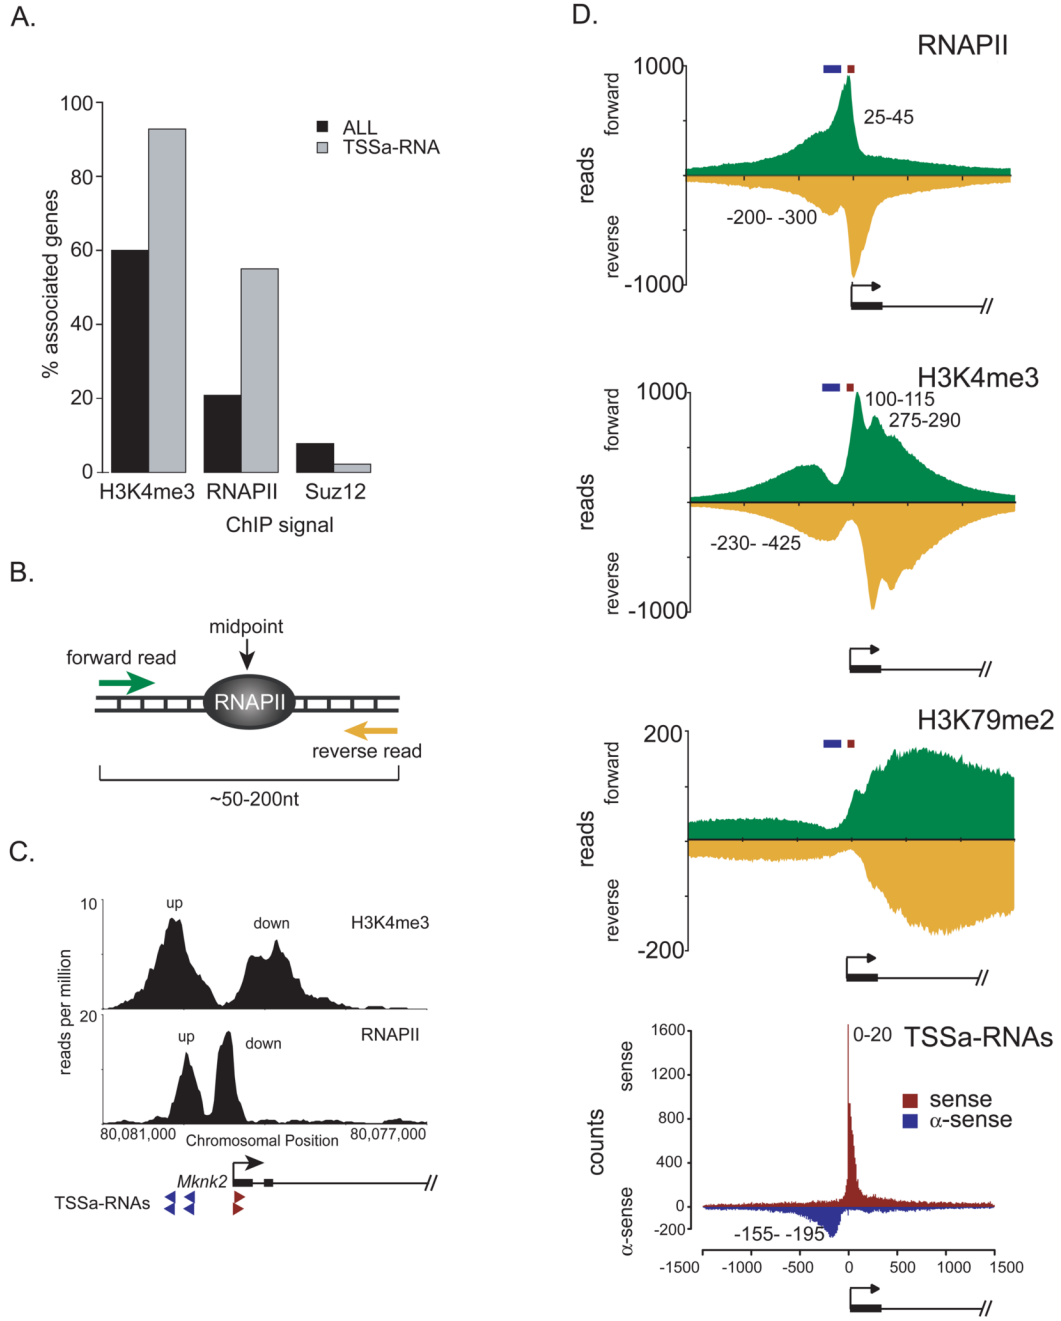 A.
100
80
60
40
20
0
% associated genes
ALL
TSSa-RNA
H3K4me3 RNAPII Suz12
ChIP signal
B.
midpoint
forward read
RNAPII
reverse read
~50-200nt
C.
10
up
down
H3K4me3
reads per million
20
up
down
RNAPII
80,081,000 Chromosomal Position 80,077,000
Mknk2
TSSa-RNAs
D.
RNAPII
1000
forward
25-45
reads
-200- -300
reverse
-1000
H3K4me3
1000
forward
100-115
275-290
reads
-230- -425
reverse
-1000
H3K79me2
200
forward
reads
reverse
-200
TSSa-RNAs
1600
0-20
sense
1200
sense
α-sense
800
counts
400
0
α-sense
-200
-155- -195
-1500 -1000 -500 0 500 1000 1500